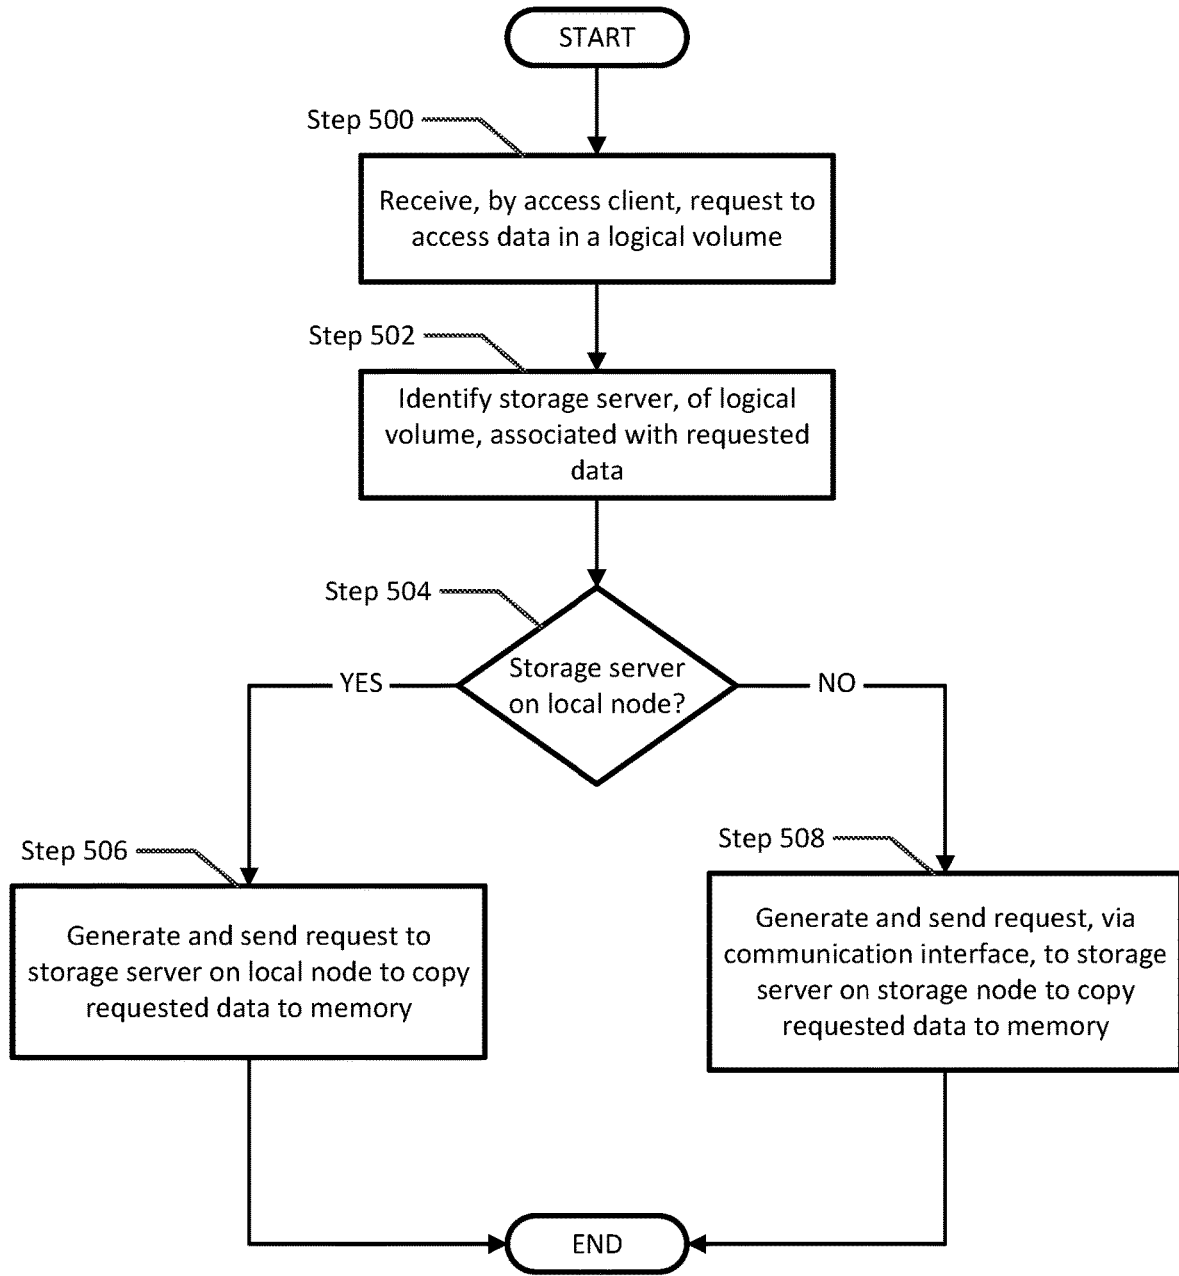 START
Step 500
Receive, by access client, request to
access data in a logical volume
Step 502
Identify storage server, of logical
volume, associated with requested
data
Step 504
Storage server
on local node?
YES
NO
Step 506
Generate and send request to
storage server on local node to copy
requested data to memory
Step 508
Generate and send request, via
communication interface, to storage
server on storage node to copy
requested data to memory
END